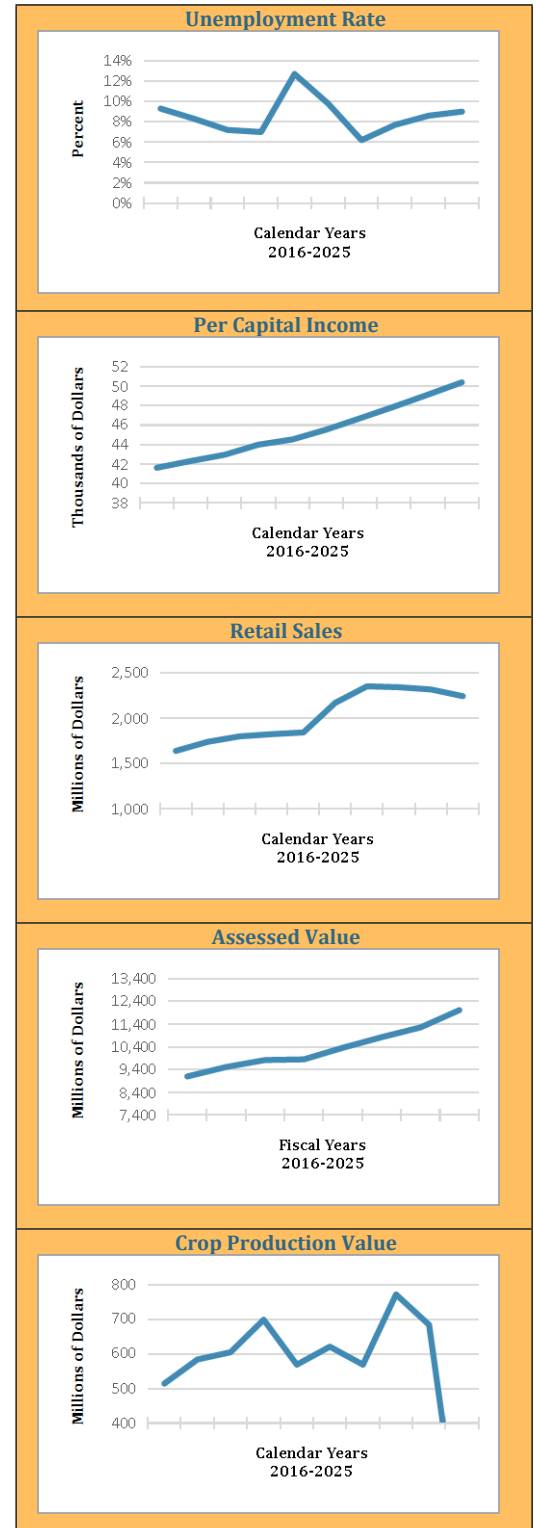 Unemployment Rate
14%
12%
10%
8%
6%
4%
2%
0%
Percent
Calendar Years
2016-2025
Per Capital Income
52
50
48
46
44
42
40
38
Thousands of Dollars
Calendar Years
2016-2025
Retail Sales
2,500
2,000
1,500
1,000
Millions of Dollars
Calendar Years
2016-2025
Assessed Value
13,400
12,400
11,400
10,400
9,400
8,400
7,400
Millions of Dollars
Fiscal Years
2016-2025
Crop Production Value
800
700
600
500
400
Millions of Dollars
Calendar Years
2016-2025